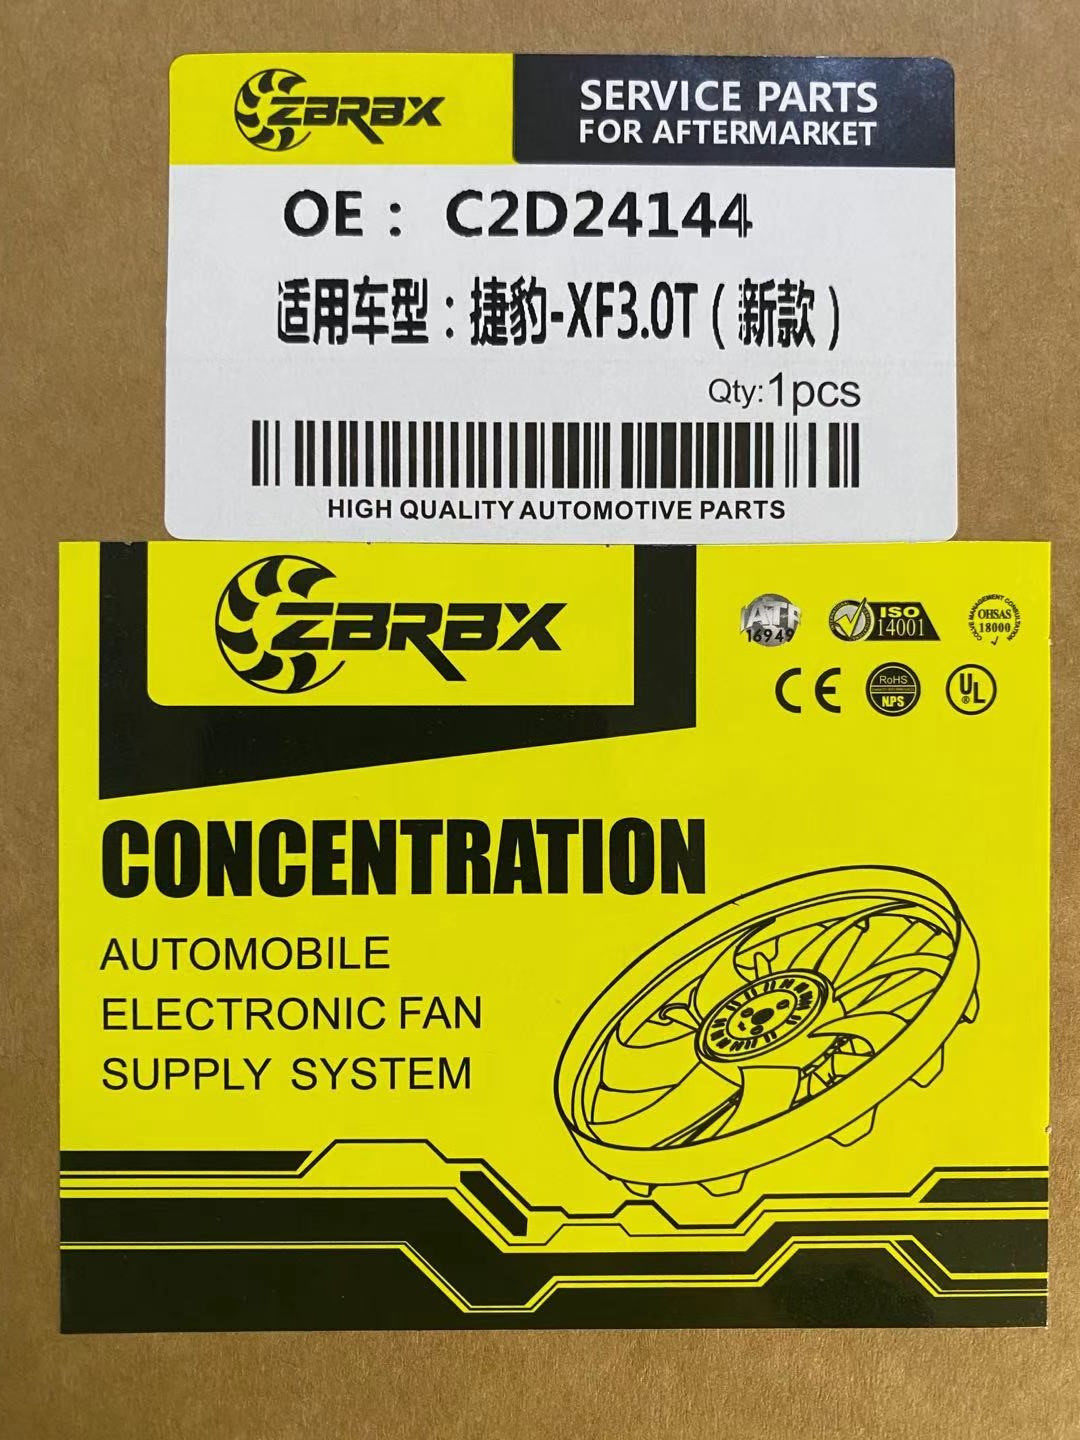 ZBRBX
SERVICE PARTS
FOR AFTERMARKET
OE： C2D24144
适用车型：捷豹-XF3.0T（新款）
Qty:1pcs
HIGH QUALITY AUTOMOTIVE PARTS
ZBRBX
IATF
16949
ISO
14001
OHSAS
18000
CE
RoHS
NPS
UL
CONCENTRATION
AUTOMOBILE
ELECTRONIC FAN
SUPPLY SYSTEM